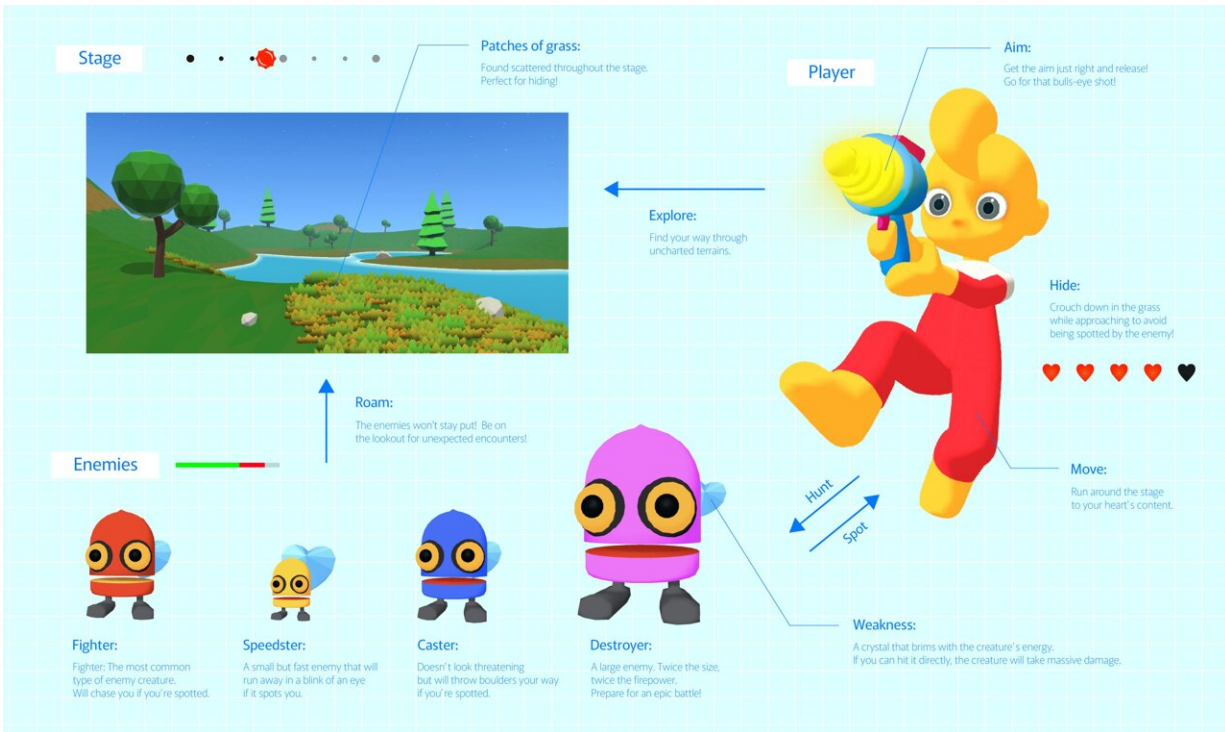 Stage
Patches of grass:
Found scattered throughout the stage.
Perfect for hiding!
Player
Aim:
Get the aim just right and release!
Go for that bulls-eye shot!
Explore:
Find your way through
uncharted terrains.
Hide:
Crouch down in the grass
while approaching to avoid
being spotted by the enemy!
Roam:
The enemies won't stay put! Be on
the lookout for unexpected encounters!
Enemies
Hunt
Spot
Move:
Run around the stage
to your heart's content.
Fighter:
Fighter: The most common
type of enemy creature.
Will chase you if you're spotted.
Speedster:
A small but fast enemy that will
run away in a blink of an eye
if it spots you.
Caster:
Doesn't look threatening
but will throw boulders your way
if you're spotted.
Destroyer:
A large enemy. Twice the size,
twice the firepower.
Prepare for an epic battle!
Weakness:
A crystal that brims with the creature's energy.
If you can hit it directly, the creature will take massive damage.